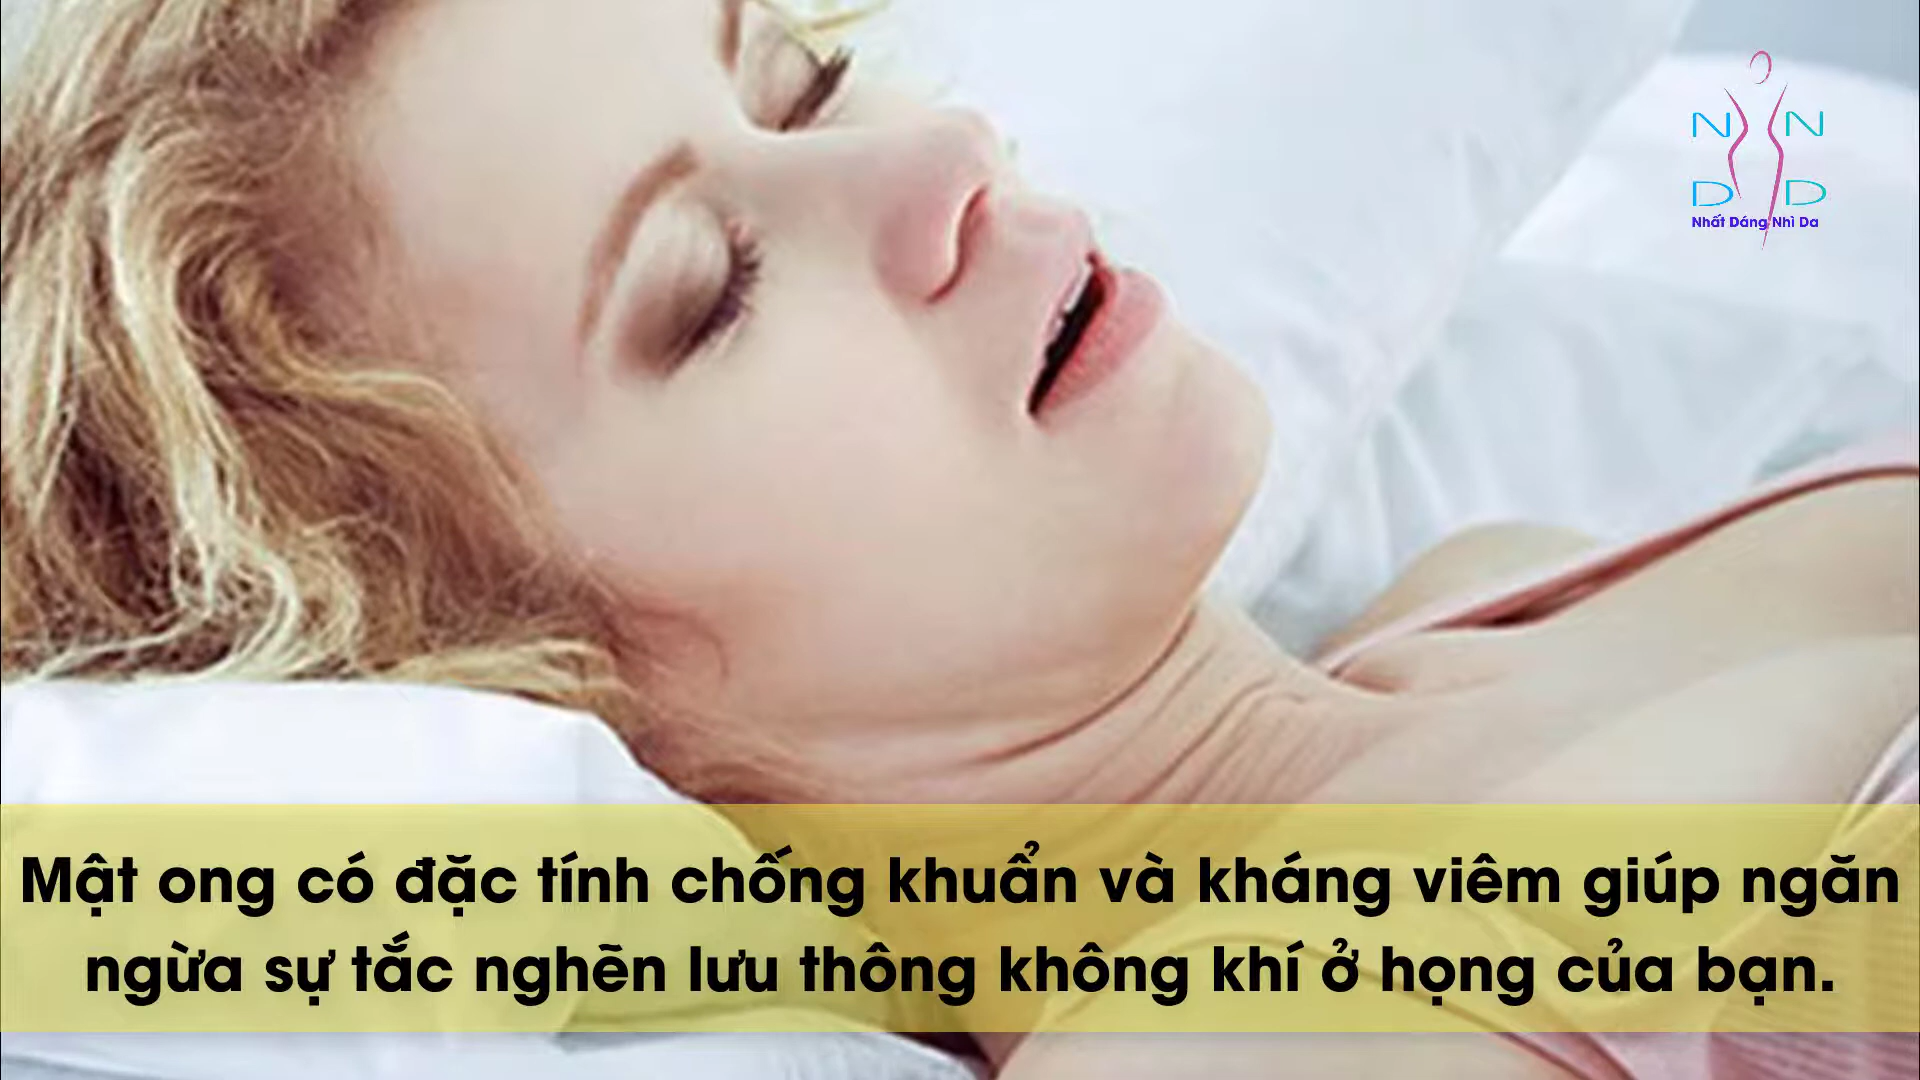 N N
D D
Nhất Dáng Nhì Da
Mật ong có đặc tính chống khuẩn và kháng viêm giúp ngăn
ngừa sự tắc nghẽn lưu thông không khí ở họng của bạn.